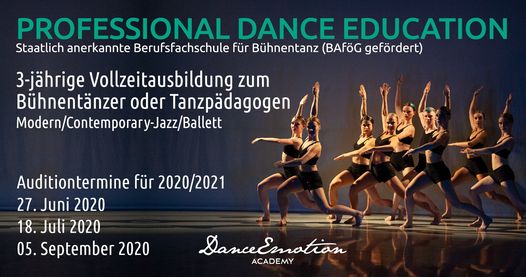 PROFESSIONAL DANCE EDUCATION
Staatlich anerkannte Berufsfachschule für Bühnentanz (BAföG gefördert)
3-jährige Vollzeitausbildung zum
Bühnentänzer oder Tanzpädagogen
Modern/Contemporary-Jazz/Ballett
Auditiontermine für 2020/2021
27. Juni 2020
18. Juli 2020
05. September 2020
DanceEmotion
ACADEMY